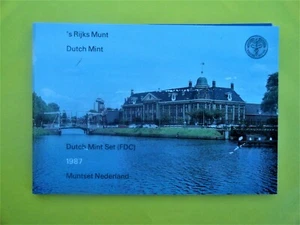 's Rijks Munt
Dutch Mint
Dutch Mint Set (FDC)
1987
Muntset Nederland